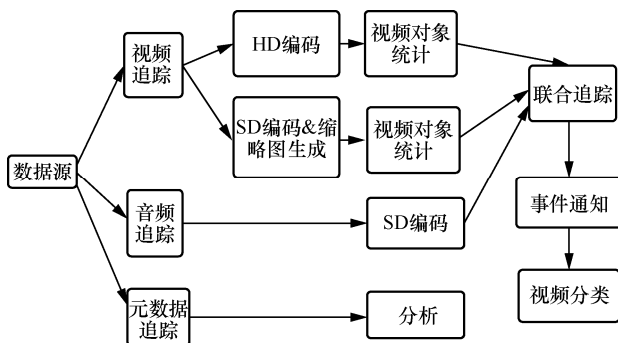 视频
追踪
HD编码
视频对象
统计
SD编码&缩
略图生成
视频对象
统计
联合追踪
数据源
音频
追踪
SD编码
事件通知
元数据
追踪
分析
视频分类